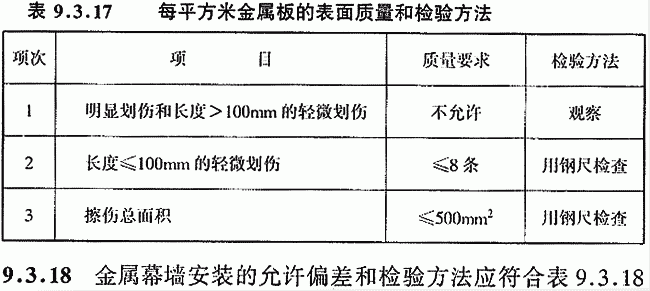 表 9.3.17 每平方米金属板的表面质量和检验方法
项次 项 目 质量要求 检验方法
1 明显划伤和长度＞100mm 的轻微划伤 不允许 观察
2 长度≤100mm 的轻微划伤 ≤8 条 用钢尺检查
3 擦伤总面积 ≤500mm² 用钢尺检查
9.3.18 金属幕墙安装的允许偏差和检验方法应符合表 9.3.18